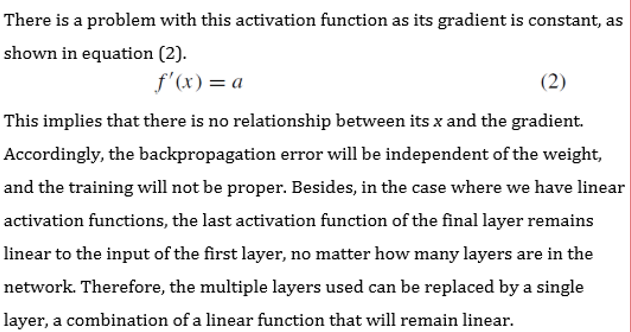 There is a problem with this activation function as its gradient is constant, as
shown in equation (2).
f′(x) = a (2)
This implies that there is no relationship between its x and the gradient.
Accordingly, the backpropagation error will be independent of the weight,
and the training will not be proper. Besides, in the case where we have linear
activation functions, the last activation function of the final layer remains
linear to the input of the first layer, no matter how many layers are in the
network. Therefore, the multiple layers used can be replaced by a single
layer, a combination of a linear function that will remain linear.